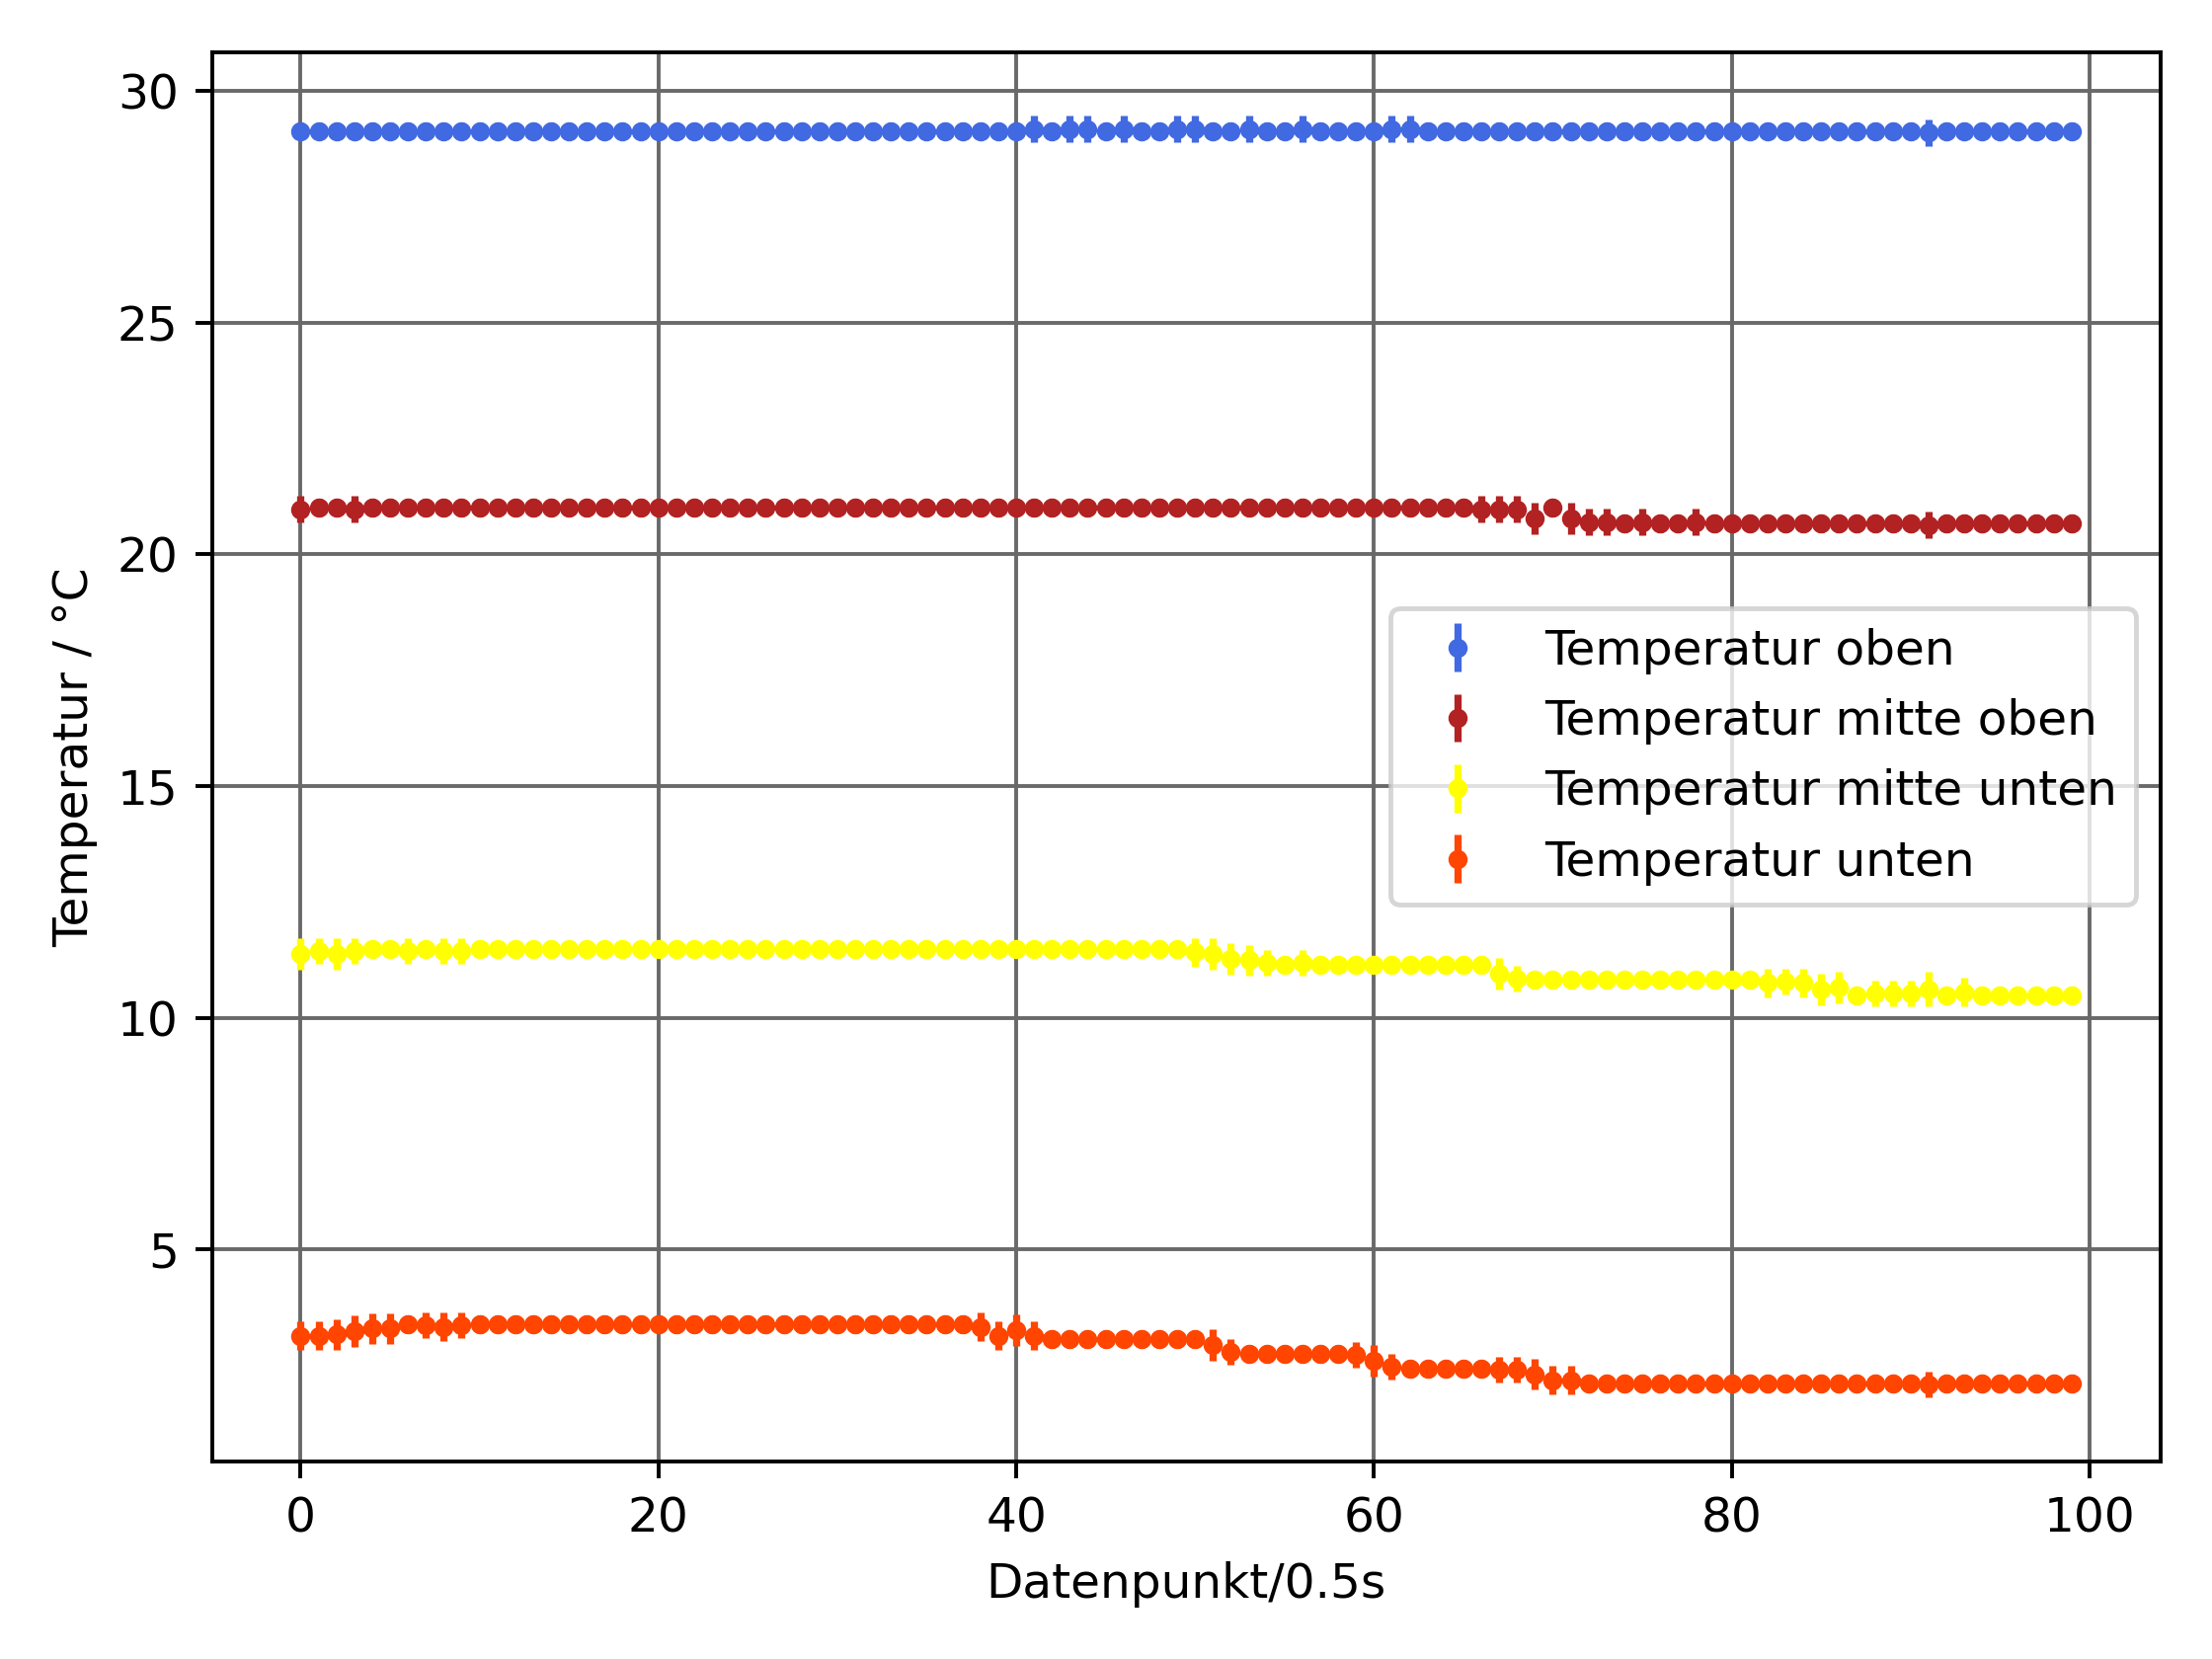 30
25
20
15
10
5
Temperatur / °C
Temperatur oben
Temperatur mitte oben
Temperatur mitte unten
Temperatur unten
0 20 40 60 80 100
Datenpunkt/0.5s